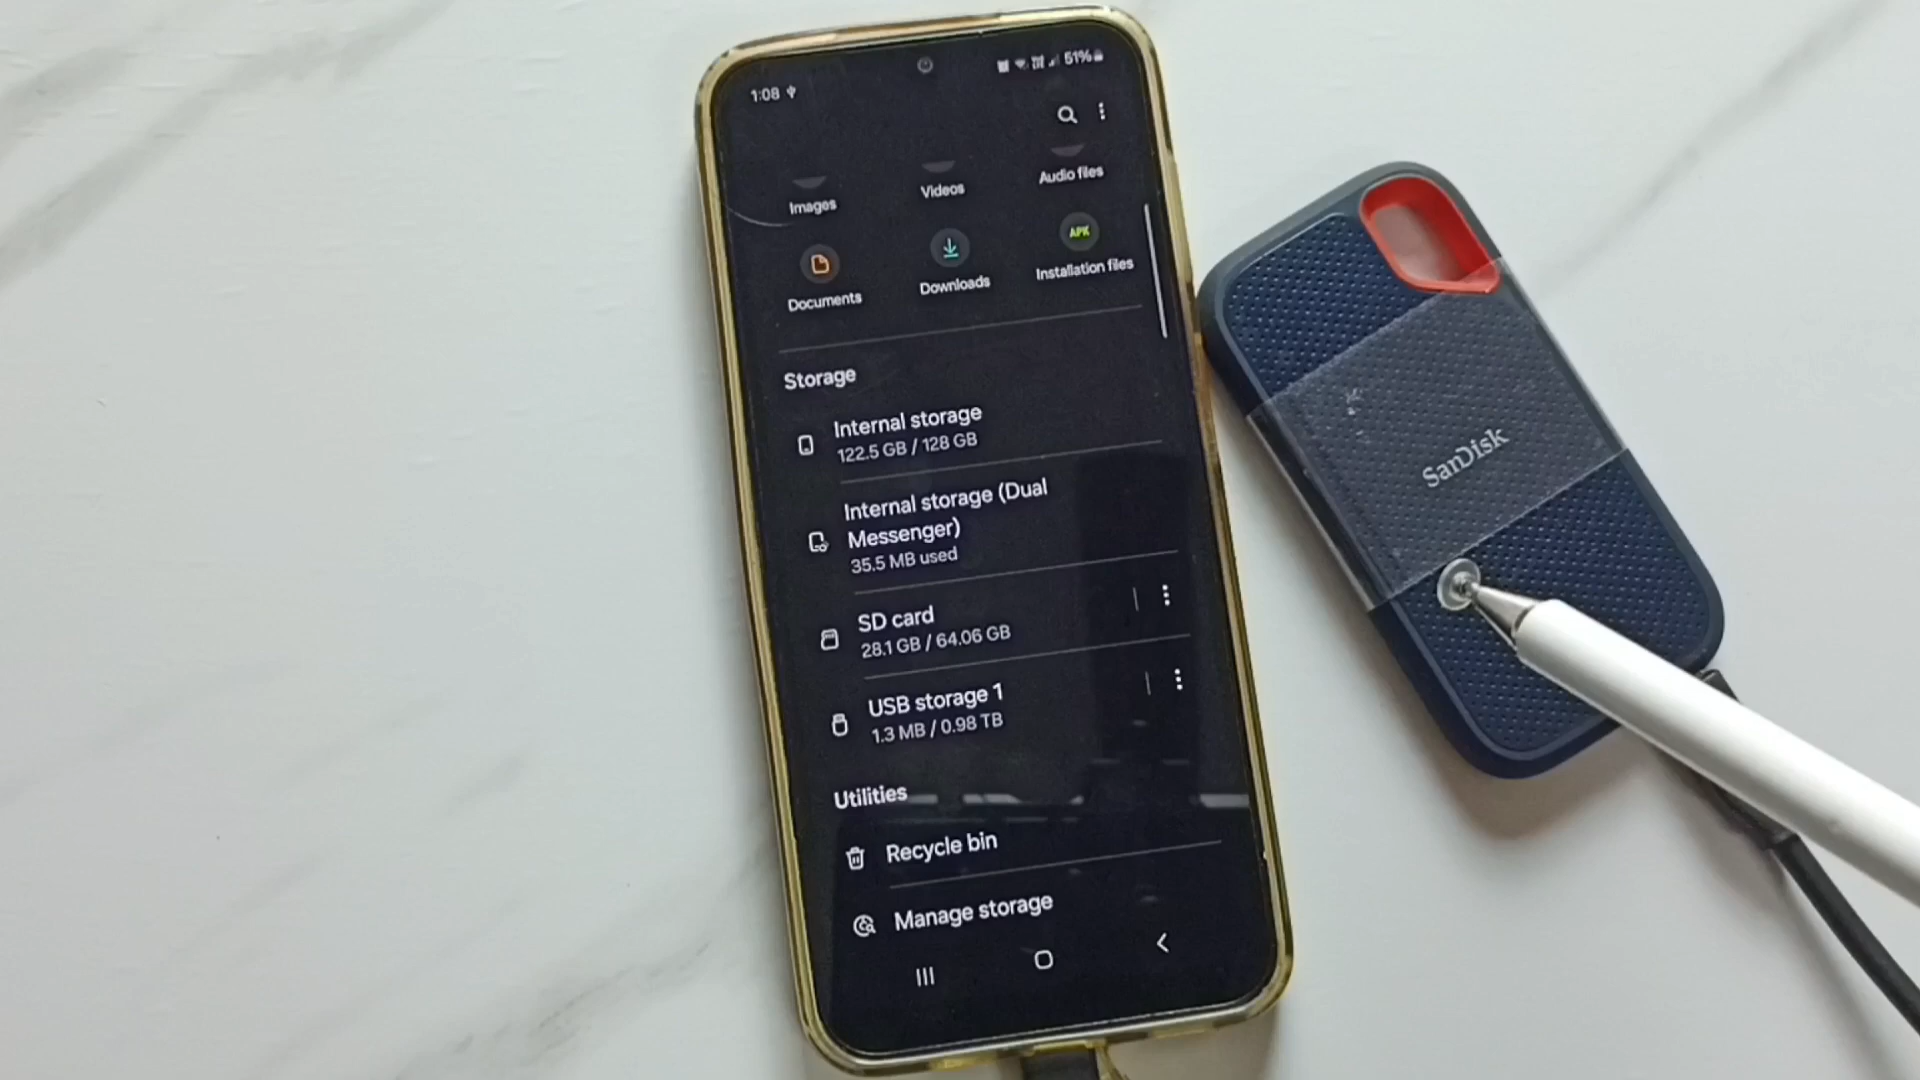 1:08
51%
Images
Videos
Audio files
APK
Documents
Downloads
Installation files
Storage
Internal storage
122.5 GB / 128 GB
Internal storage (Dual
Messenger)
35.5 MB used
SD card
28.1 GB / 64.06 GB
USB storage 1
1.3 MB / 0.98 TB
Utilities
Recycle bin
Manage storage
SanDisk